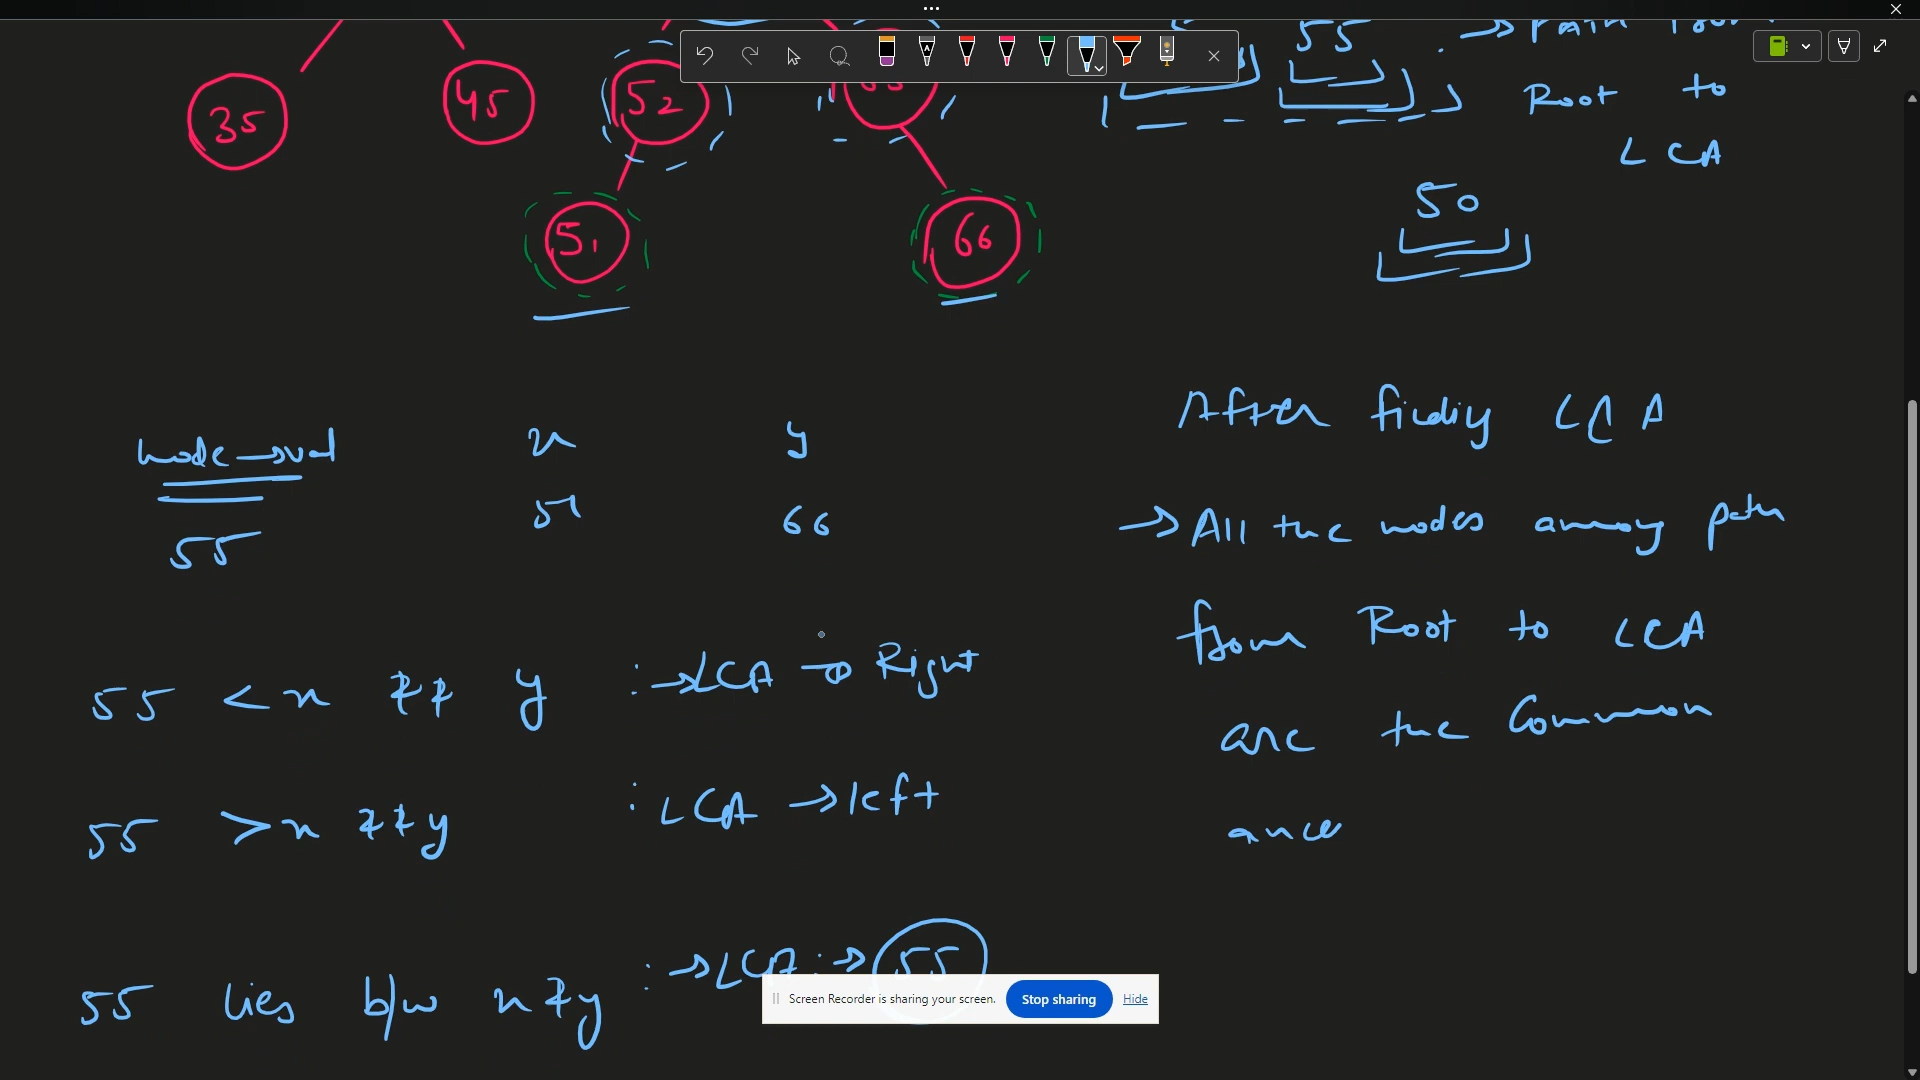 55
Path from
Root to
LCA
35 45 52
51 66
50
node→val x y
55 51 66
55 < x && y :→ LCA → Right
55 > x && y : LCA → left
55 lies b/w x & y :→ LCA :→ 55
After finding LCA
→ All the nodes among path
from Root to LCA
are the Common
ance
Screen Recorder is sharing your screen. Stop sharing Hide